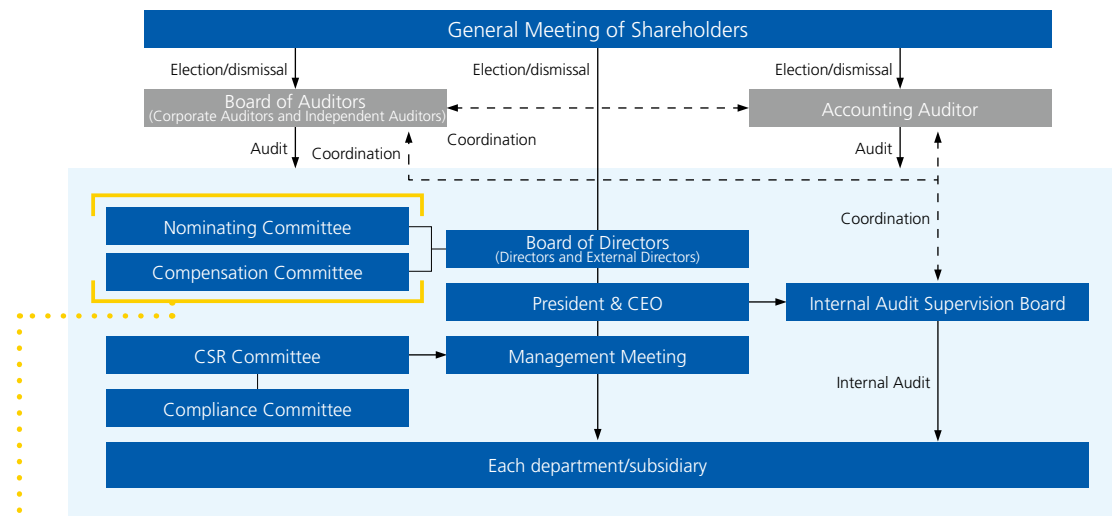 General Meeting of Shareholders
Election/dismissal
Election/dismissal
Election/dismissal
Board of Auditors
(Corporate Auditors and Independent Auditors)
Accounting Auditor
Coordination
Audit
Coordination
Audit
Nominating Committee
Coordination
Board of Directors
(Directors and External Directors)
Compensation Committee
President & CEO
Internal Audit Supervision Board
CSR Committee
Management Meeting
Internal Audit
Compliance Committee
Each department/subsidiary